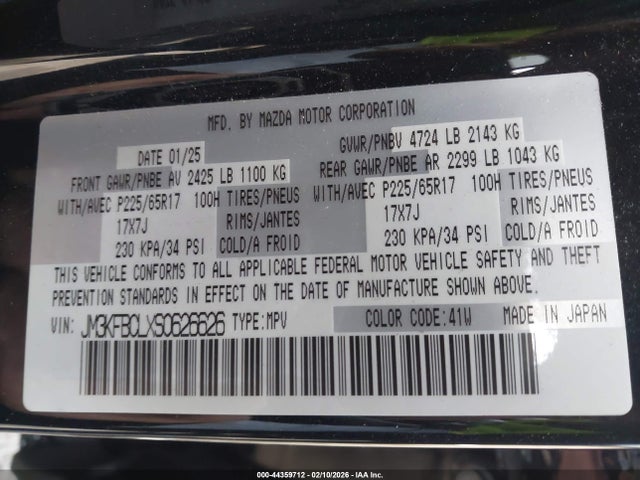 MFD. BY MAZDA MOTOR CORPORATION
DATE 01/25
GVWR/PNBV 4724 LB 2143 KG
FRONT GAWR/PNBE AV 2425 LB 1100 KG
REAR GAWR/PNBE AR 2299 LB 1043 KG
WITH/AVEC P225/65R17 100H TIRES/PNEUS
17X7J RIMS/JANTES
230 KPA/34 PSI COLD/A FROID
WITH/AVEC P225/65R17 100H TIRES/PNEUS
17X7J RIMS/JANTES
230 KPA/34 PSI COLD/A FROID
THIS VEHICLE CONFORMS TO ALL APPLICABLE FEDERAL MOTOR VEHICLE SAFETY AND THEFT
PREVENTION STANDARDS IN EFFECT ON THE DATE OF MANUFACTURE SHOWN ABOVE.
VIN: JM3KFBCLXS0626626 TYPE:MPV COLOR CODE:41W MADE IN JAPAN
000-44359712 - 02/10/2026 - IAA Inc.